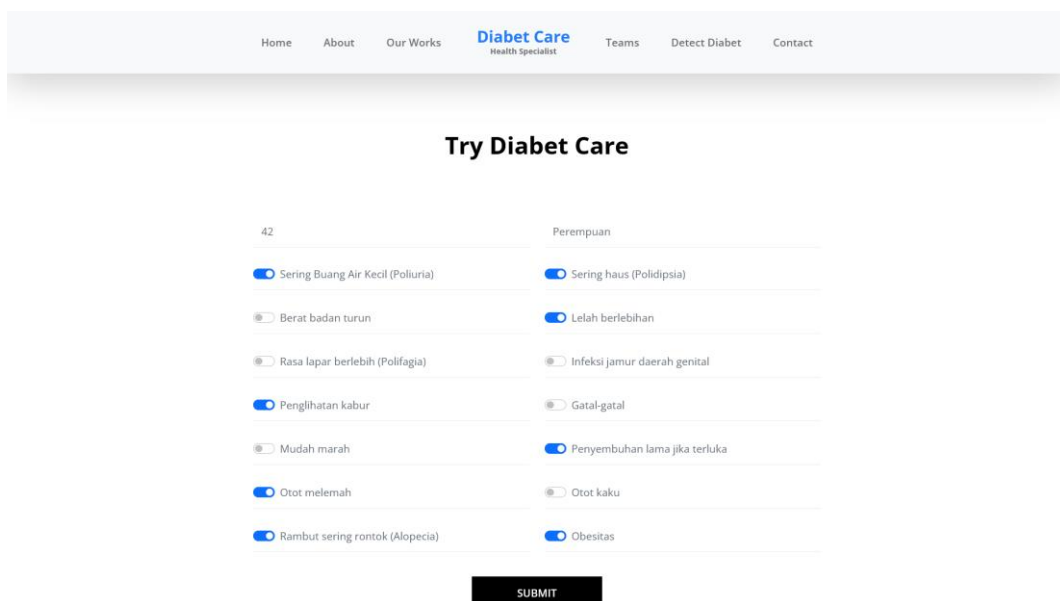 Home About Our Works Diabet Care Teams Detect Diabet Contact
Health Specialist
Try Diabet Care
42 Perempuan
Sering Buang Air Kecil (Poliuria) Sering haus (Polidipsia)
Berat badan turun Lelah berlebihan
Rasa lapar berlebih (Polifagia) Infeksi jamur daerah genital
Penglihatan kabur Gatal-gatal
Mudah marah Penyembuhan lama jika terluka
Otot melemah Otot kaku
Rambut sering rontok (Alopecia) Obesitas
SUBMIT